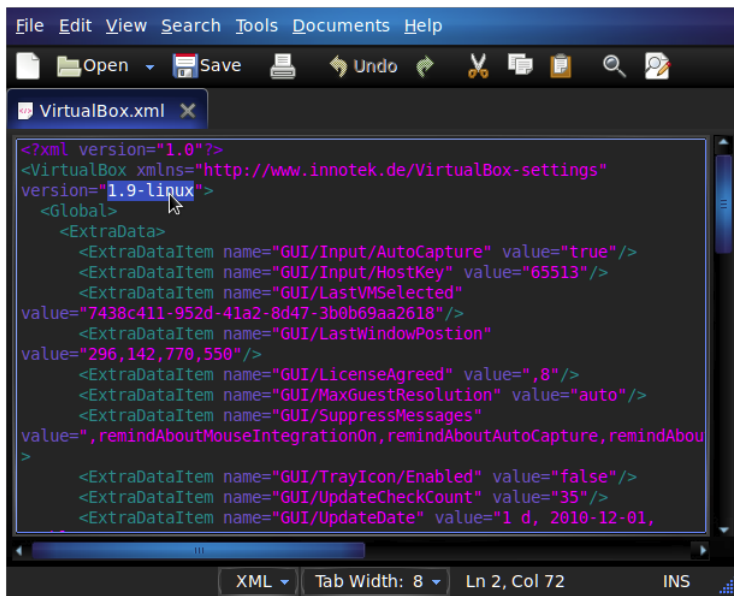 File Edit View Search Tools Documents Help
Open Save Undo
VirtualBox.xml
<?xml version="1.0"?>
<VirtualBox xmlns="http://www.innotek.de/VirtualBox-settings"
version="1.9-linux">
<Global>
<ExtraData>
<ExtraDataItem name="GUI/Input/AutoCapture" value="true"/>
<ExtraDataItem name="GUI/Input/HostKey" value="65513"/>
<ExtraDataItem name="GUI/LastVMSelected"
value="7438c411-952d-41a2-8d47-3b0b69aa2618"/>
<ExtraDataItem name="GUI/LastWindowPostion"
value="296,142,770,550"/>
<ExtraDataItem name="GUI/LicenseAgreed" value=",8"/>
<ExtraDataItem name="GUI/MaxGuestResolution" value="auto"/>
<ExtraDataItem name="GUI/SuppressMessages"
value=",remindAboutMouseIntegrationOn,remindAboutAutoCapture,remindAbou
>
<ExtraDataItem name="GUI/TrayIcon/Enabled" value="false"/>
<ExtraDataItem name="GUI/UpdateCheckCount" value="35"/>
<ExtraDataItem name="GUI/UpdateDate" value="1 d, 2010-12-01,
XML Tab Width: 8 Ln 2, Col 72 INS